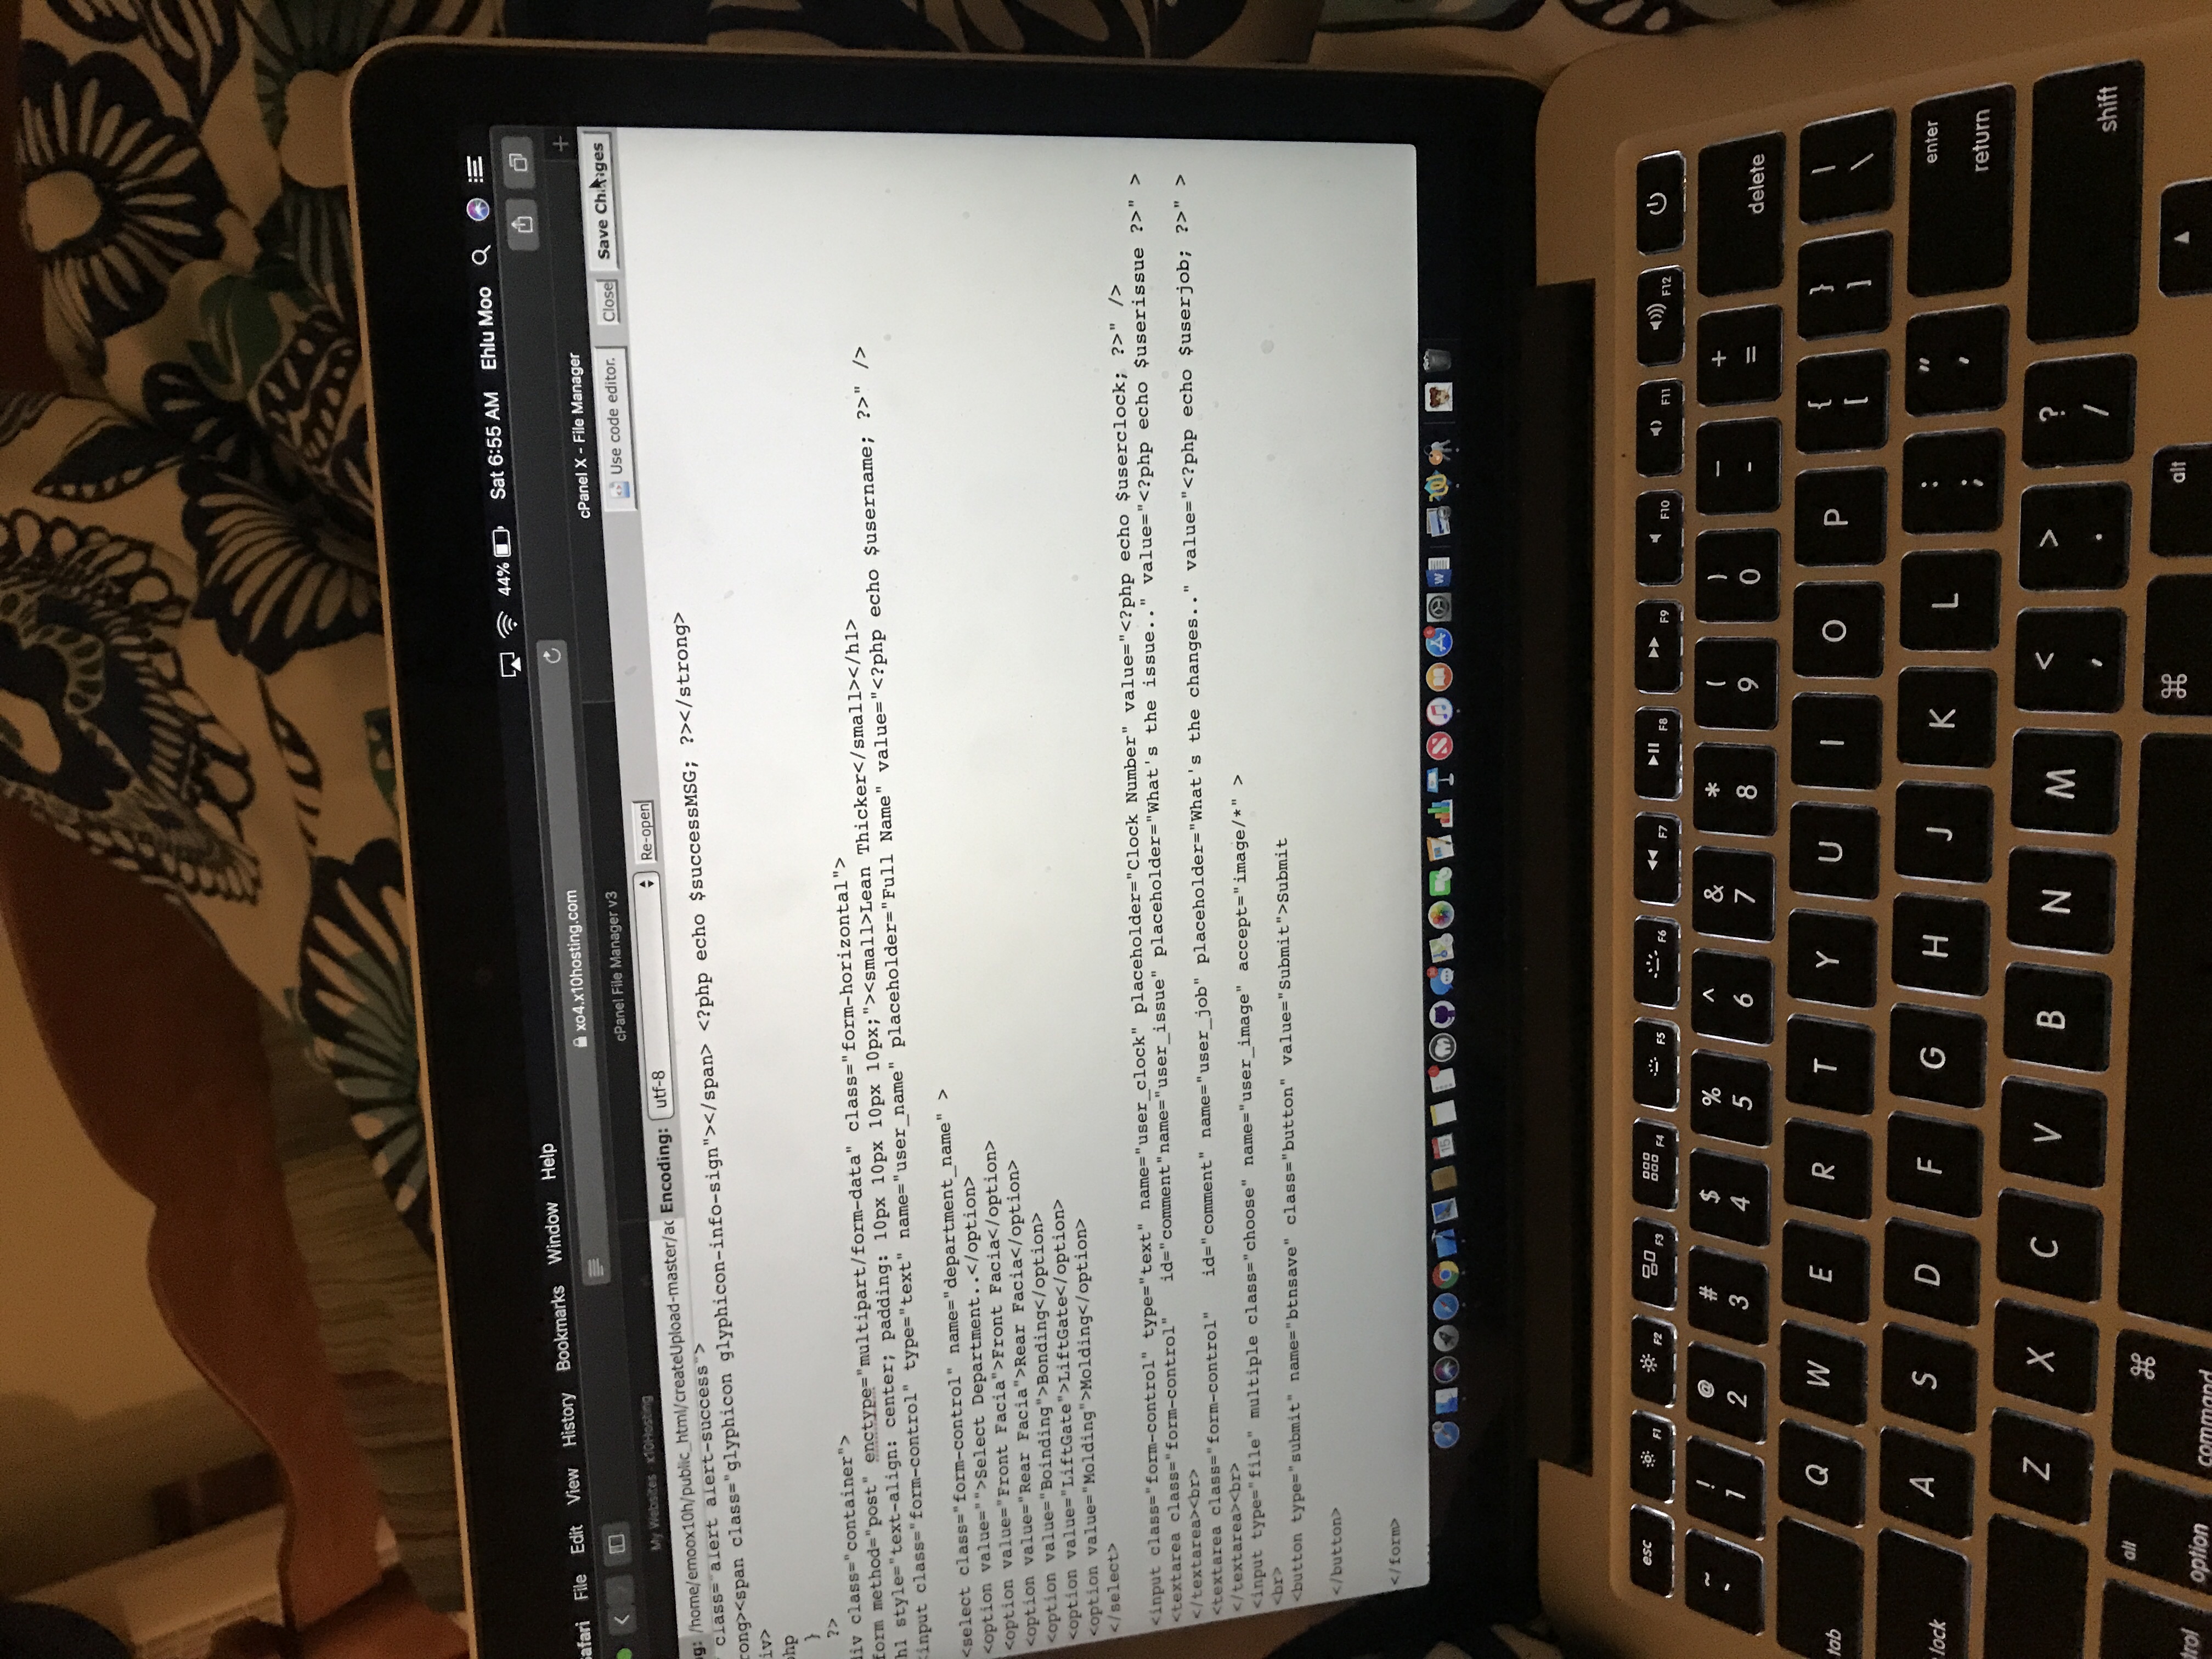 afari File Edit View History Bookmarks Window Help 44% Sat 6:55 AM Ehlu Moo
xo4.x10hosting.com
My Websites - x10Hosting cPanel File Manager v3 cPanel X - File Manager
g: /home/emoox10h/public_html/createUpload-master/ad Encoding: utf-8 Re-open Use code editor. Close Save Changes
class="alert alert-success">
rong><span class="glyphicon glyphicon-info-sign"></span> <?php echo $successMSG; ?></strong>
iv>
hp
}
?>
div class="container">
form method="post" enctype="multipart/form-data" class="form-horizontal">
h1 style="text-align: center; padding: 10px 10px 10px 10px;"><small>Lean Thicker</small></h1>
<input class="form-control" type="text" name="user_name" placeholder="Full Name" value="<?php echo $username; ?>" />
<select class="form-control" name="department_name" >
<option value="">Select Department..</option>
<option value="Front Facia">Front Facia</option>
<option value="Rear Facia">Rear Facia</option>
<option value="Boinding">Bonding</option>
<option value="LiftGate">LiftGate</option>
<option value="Molding">Molding</option>
</select>
<input class="form-control" type="text" name="user_clock" placeholder="Clock Number" value="<?php echo $userclock; ?>" />
<textarea class="form-control" id="comment"name="user_issue" placeholder="What's the issue.." value="<?php echo $userissue ?>" >
</textarea><br>
<textarea class="form-control" id="comment" name="user_job" placeholder="What's the changes.." value="<?php echo $userjob; ?>" >
</textarea><br>
<input type="file" multiple class="choose" name="user_image" accept="image/*" >
<br>
<button type="submit" name="btnsave" class="button" value="Submit">Submit
</button>
</form>
esc F1 F2 F3 F4 F5 F6 F7 F8 F9 F10 F11 F12
~ ! @ # $ % ^ & * ( ) — +
` 1 2 3 4 5 6 7 8 9 0 - = delete
tab Q W E R T Y U I O P { [ } ] | \
lock A S D F G H J K L : ; " ' enter return
Z X C V B N M < , > . ? / shift
trol alt option ⌘ command ⌘ alt